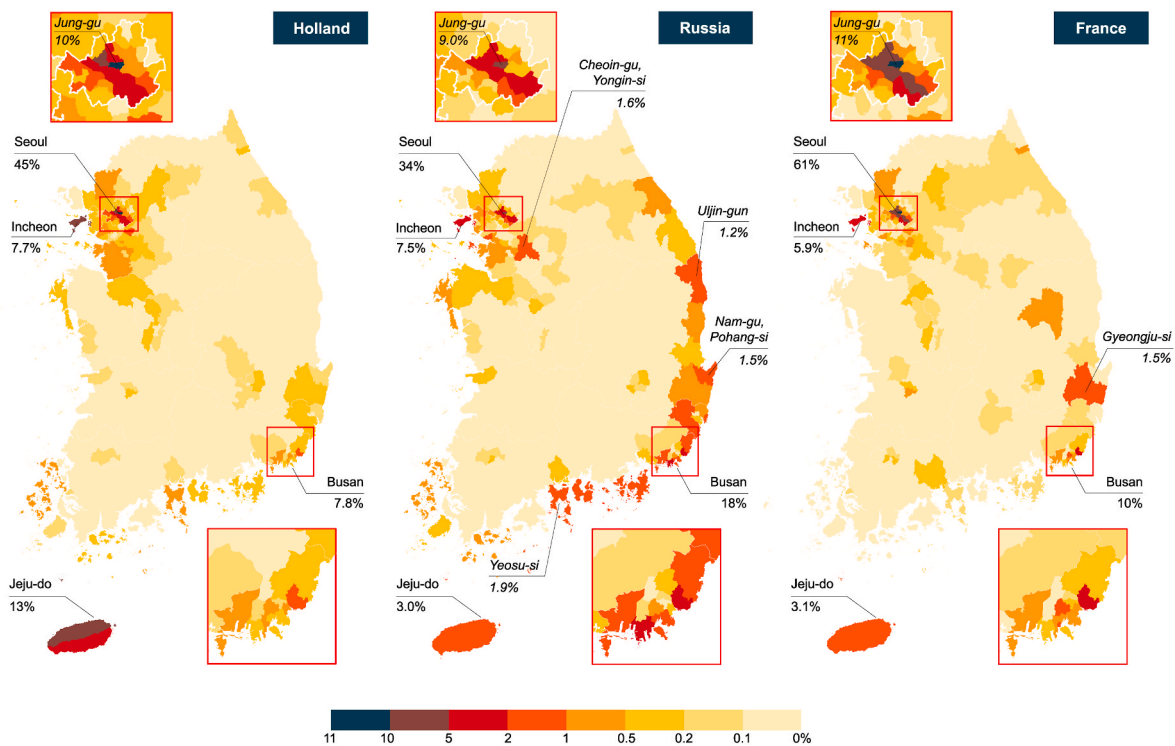 Holland
Jung-gu
10%
Seoul
45%
Incheon
7.7%
Busan
7.8%
Jeju-do
13%
Russia
Jung-gu
9.0%
Cheoin-gu,
Yongin-si
1.6%
Seoul
34%
Incheon
7.5%
Uljin-gun
1.2%
Nam-gu,
Pohang-si
1.5%
Busan
18%
Yeosu-si
1.9%
Jeju-do
3.0%
France
Jung-gu
11%
Seoul
61%
Incheon
5.9%
Gyeongju-si
1.5%
Busan
10%
Jeju-do
3.1%
11 10 5 2 1 0.5 0.2 0.1 0%